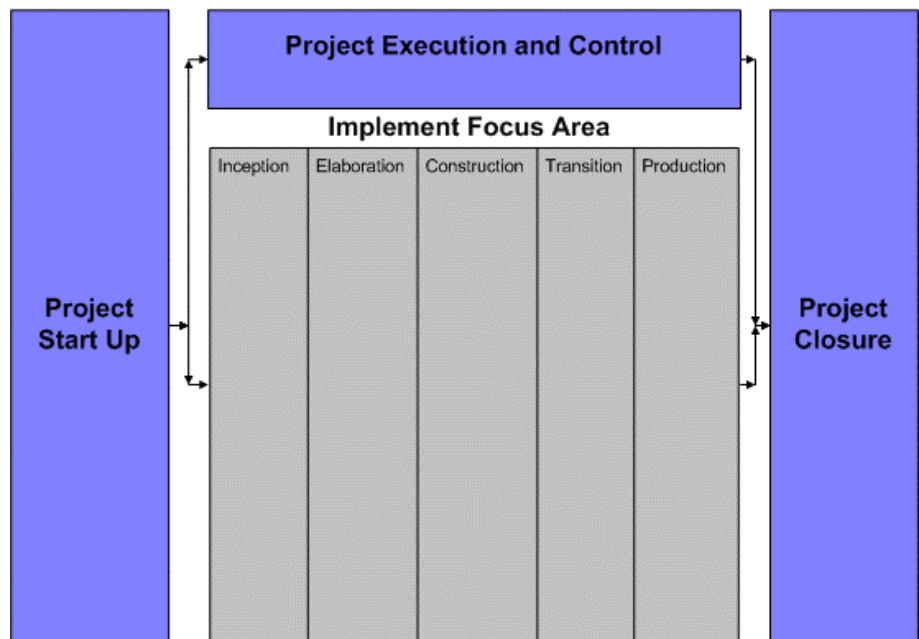 Project Execution and Control
Implement Focus Area
Inception
Elaboration
Construction
Transition
Production
Project
Start Up
Project
Closure